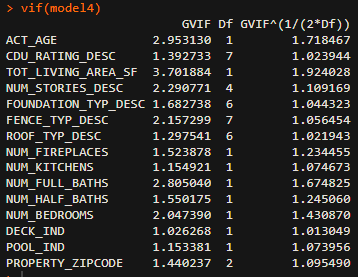 > vif(model4)
GVIF Df GVIF^(1/(2*Df))
ACT_AGE 2.953130 1 1.718467
CDU_RATING_DESC 1.392733 7 1.023944
TOT_LIVING_AREA_SF 3.701884 1 1.924028
NUM_STORIES_DESC 2.290771 4 1.109169
FOUNDATION_TYP_DESC 1.682738 6 1.044323
FENCE_TYP_DESC 2.157299 7 1.056454
ROOF_TYP_DESC 1.297541 6 1.021943
NUM_FIREPLACES 1.523878 1 1.234455
NUM_KITCHENS 1.154921 1 1.074673
NUM_FULL_BATHS 2.805040 1 1.674825
NUM_HALF_BATHS 1.550175 1 1.245060
NUM_BEDROOMS 2.047390 1 1.430870
DECK_IND 1.026268 1 1.013049
POOL_IND 1.153381 1 1.073956
PROPERTY_ZIPCODE 1.440237 2 1.095490